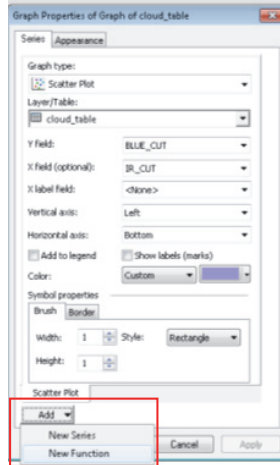 Graph Properties of Graph of cloud_table
Series Appearance
Graph type:
Scatter Plot
Layer/Table:
cloud_table
Y field: BLUE_CUT
X field (optional): IR_CUT
X label field: <None>
Vertical axis: Left
Horizontal axis: Bottom
Add to legend Show labels (marks)
Color: Custom
Symbol properties
Brush Border
Width: 1 Style: Rectangle
Height: 1
Scatter Plot
Add
New Series
New Function
Cancel Apply